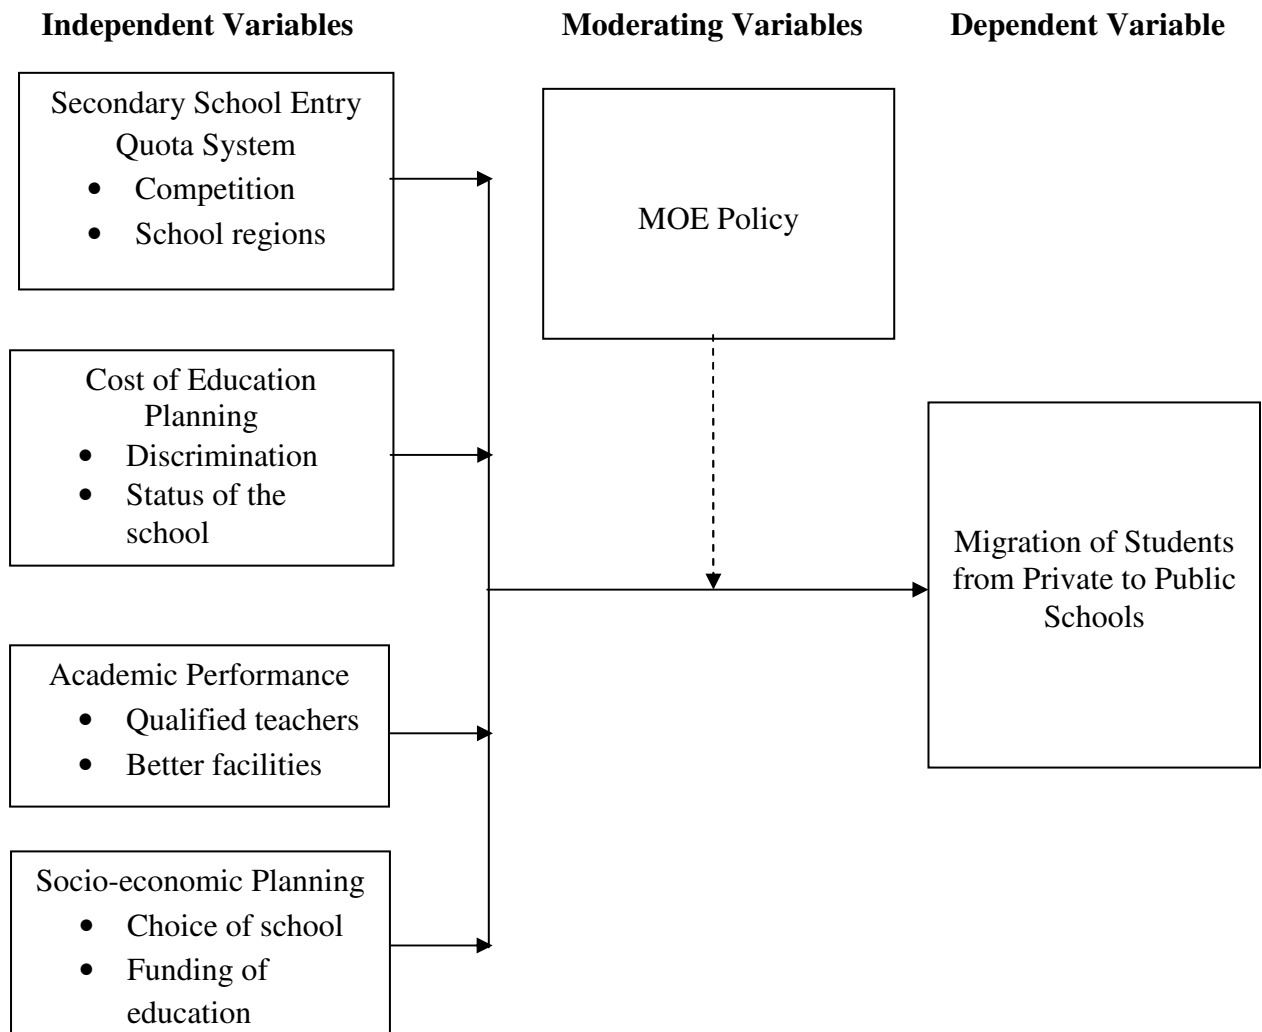 Independent Variables
Moderating Variables
Dependent Variable
Secondary School Entry
Quota System
• Competition
• School regions
Cost of Education
Planning
• Discrimination
• Status of the
school
Academic Performance
• Qualified teachers
• Better facilities
Socio-economic Planning
• Choice of school
• Funding of
education
MOE Policy
Migration of Students
from Private to Public
Schools